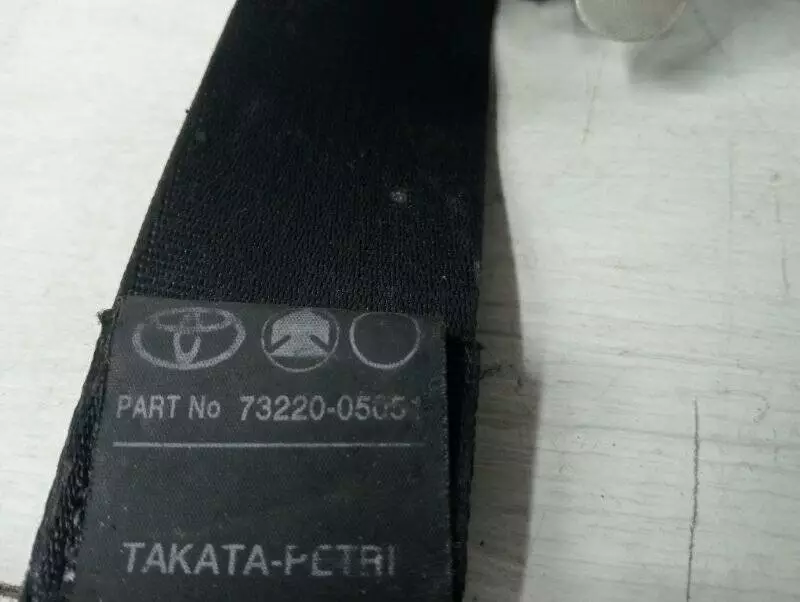 PART No 73220-05051
TAKATA-PETRI